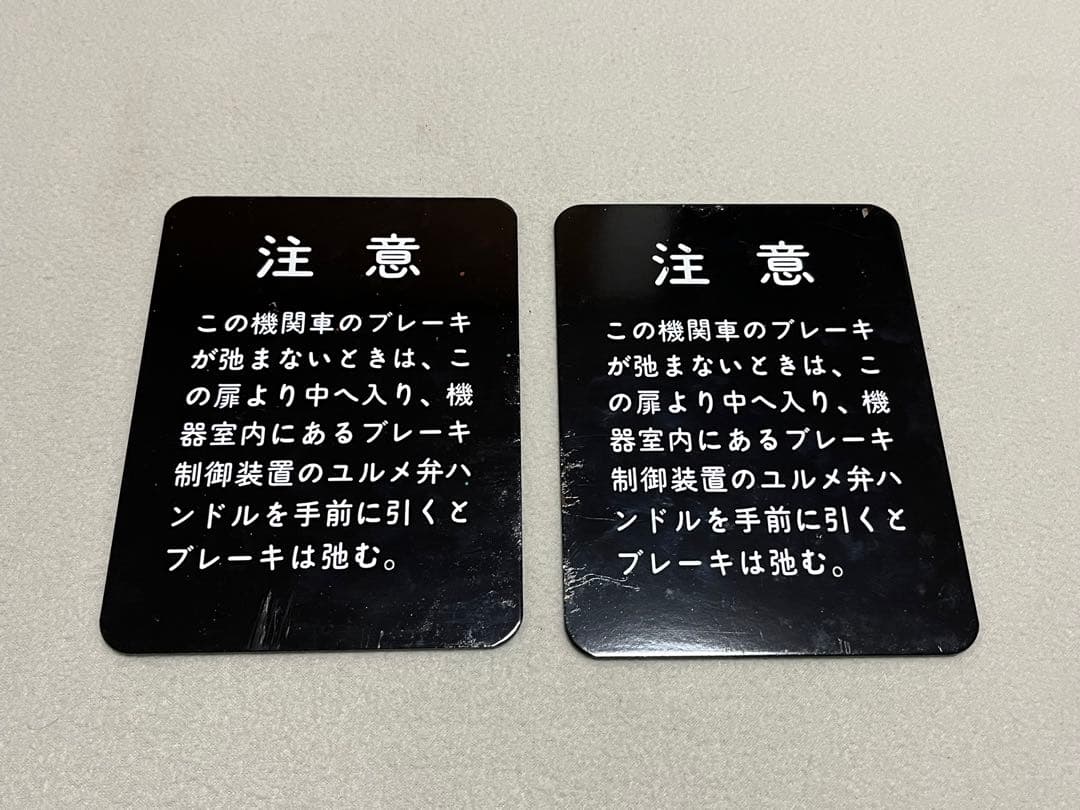 注 意
この機関車のブレーキ
が弛まないときは、こ
の扉より中へ入り、機
器室内にあるブレーキ
制御装置のユルメ弁ハ
ンドルを手前に引くと
ブレーキは弛む。
注 意
この機関車のブレーキ
が弛まないときは、こ
の扉より中へ入り、機
器室内にあるブレーキ
制御装置のユルメ弁ハ
ンドルを手前に引くと
ブレーキは弛む。